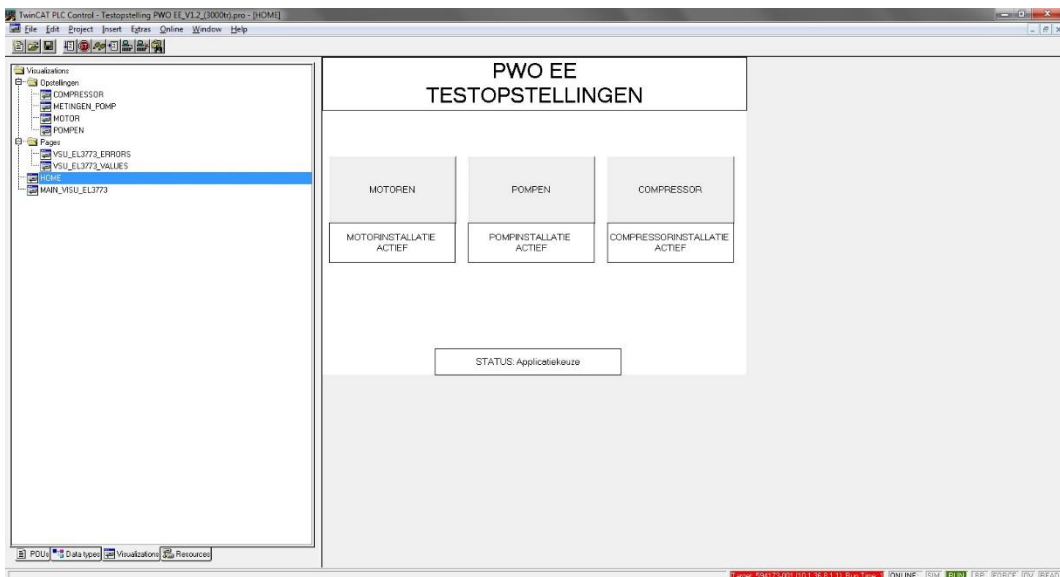 TwinCAT PLC Control - Testopstelling PWO EE_V1.2_(3000tr).pro - [HOME]
File Edit Project Insert Extras Online Window Help
Visualizations
Opstellingen
COMPRESSOR
METINGEN_POMP
MOTOR
POMPEN
Pages
VSU_EL3773_ERRORS
VSU_EL3773_VALUES
HOME
MAIN_VISU_EL3773
PWO EE
TESTOPSTELLINGEN
MOTOREN POMPEN COMPRESSOR
MOTORINSTALLATIE POMPINSTALLATIE COMPRESSORINSTALLATIE
ACTIEF ACTIEF ACTIEF
STATUS: Applicatiekeuze
POUs Data types Visualizations Resources
ONLINE: SIM RUN BP FORCE OV READ